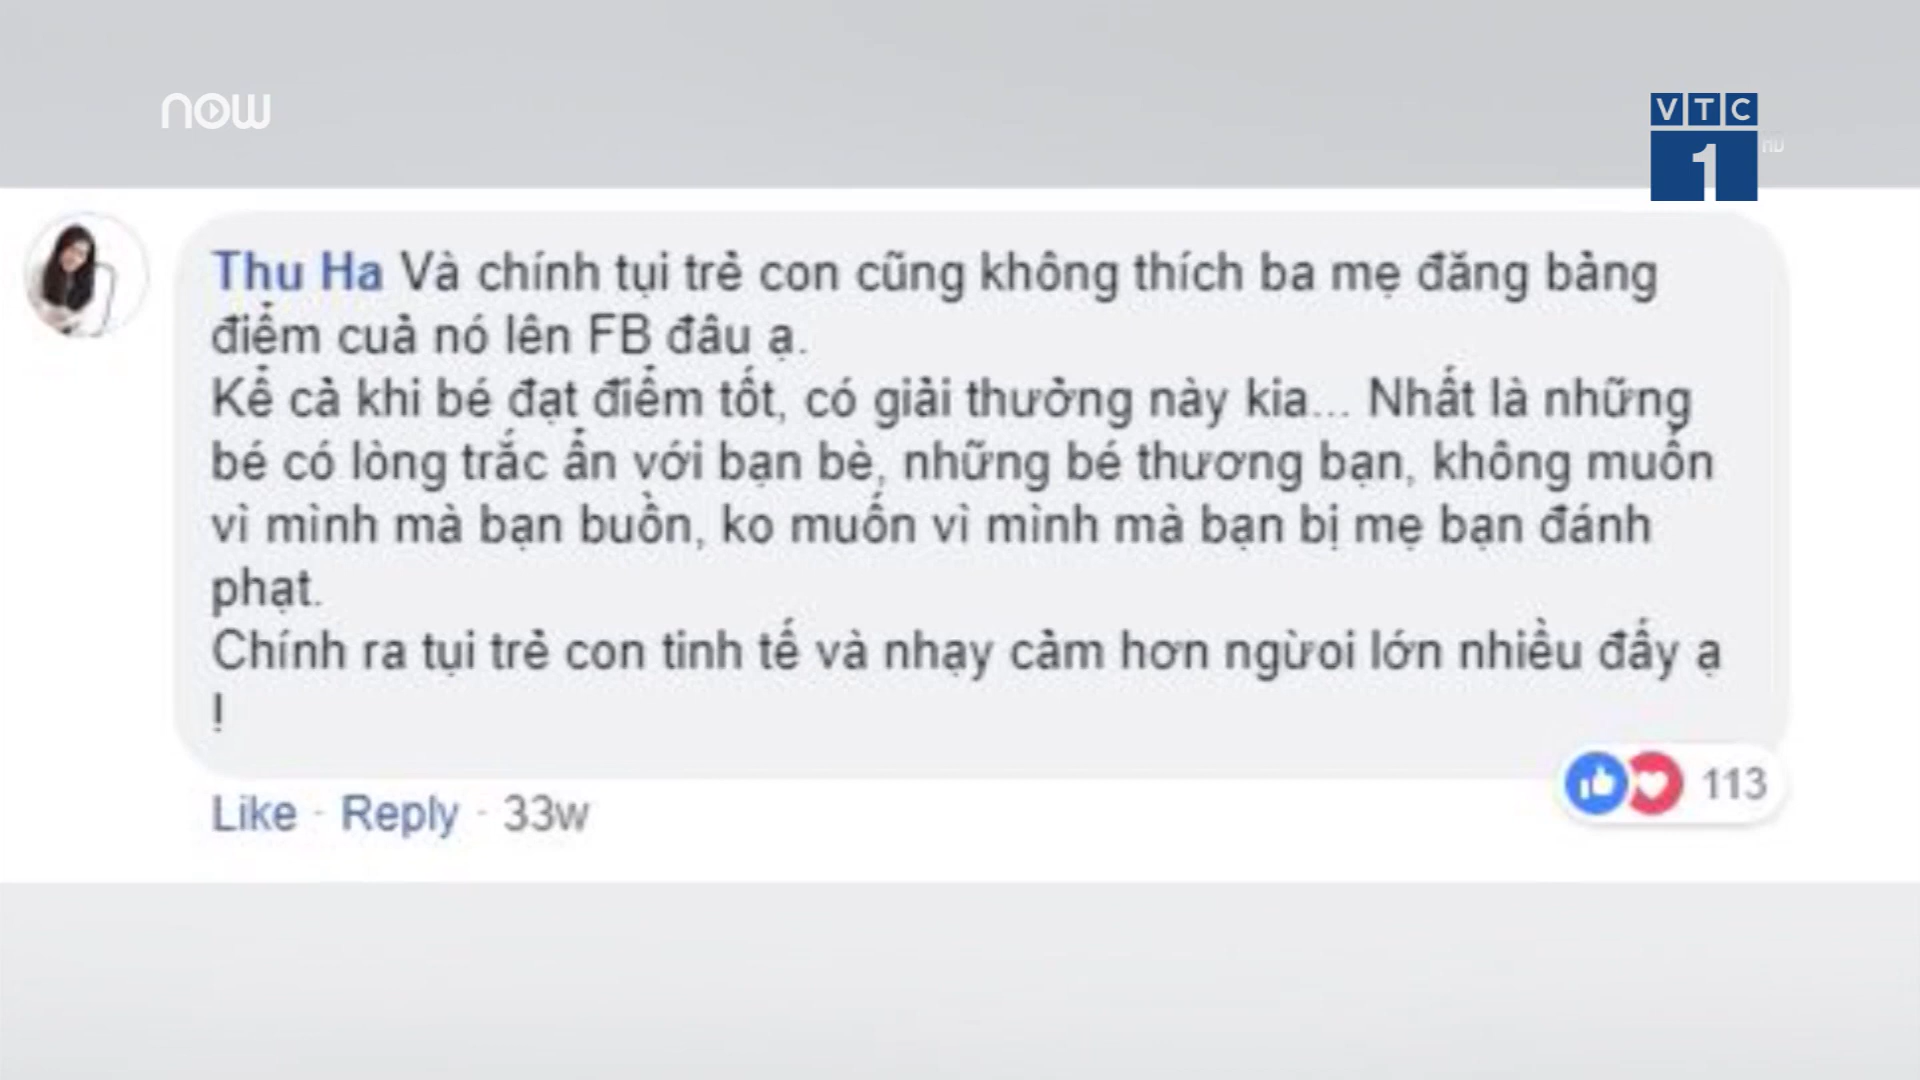 now
VTC
1
HD
Thu Ha Và chính tụi trẻ con cũng không thích ba mẹ đăng bảng
điểm cuả nó lên FB đâu ạ.
Kể cả khi bé đạt điểm tốt, có giải thưởng này kia... Nhất là những
bé có lòng trắc ẩn với bạn bè, những bé thương bạn, không muốn
vì mình mà bạn buồn, ko muốn vì mình mà bạn bị mẹ bạn đánh
phạt.
Chính ra tụi trẻ con tinh tế và nhạy cảm hơn ngừoi lớn nhiều đấy ạ
!
113
Like · Reply · 33w